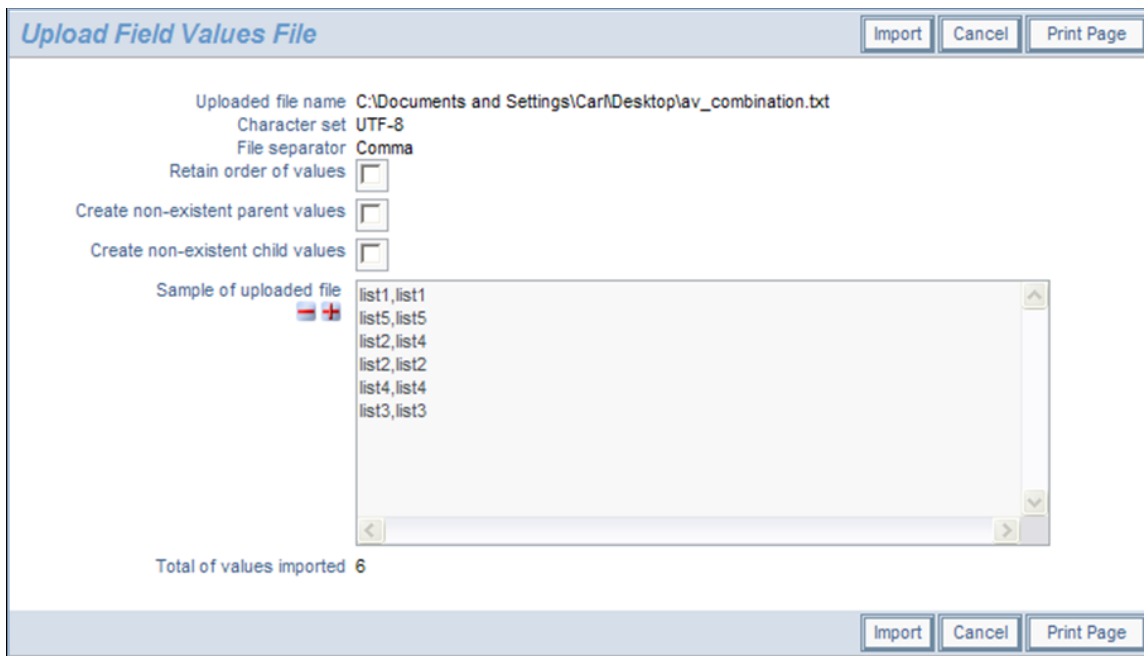 Upload Field Values File
Import Cancel Print Page
Uploaded file name C:\Documents and Settings\Carl\Desktop\av_combination.txt
Character set UTF-8
File separator Comma
Retain order of values
Create non-existent parent values
Create non-existent child values
Sample of uploaded file
list1,list1
list5,list5
list2,list4
list2,list2
list4,list4
list3,list3
Total of values imported 6
Import Cancel Print Page